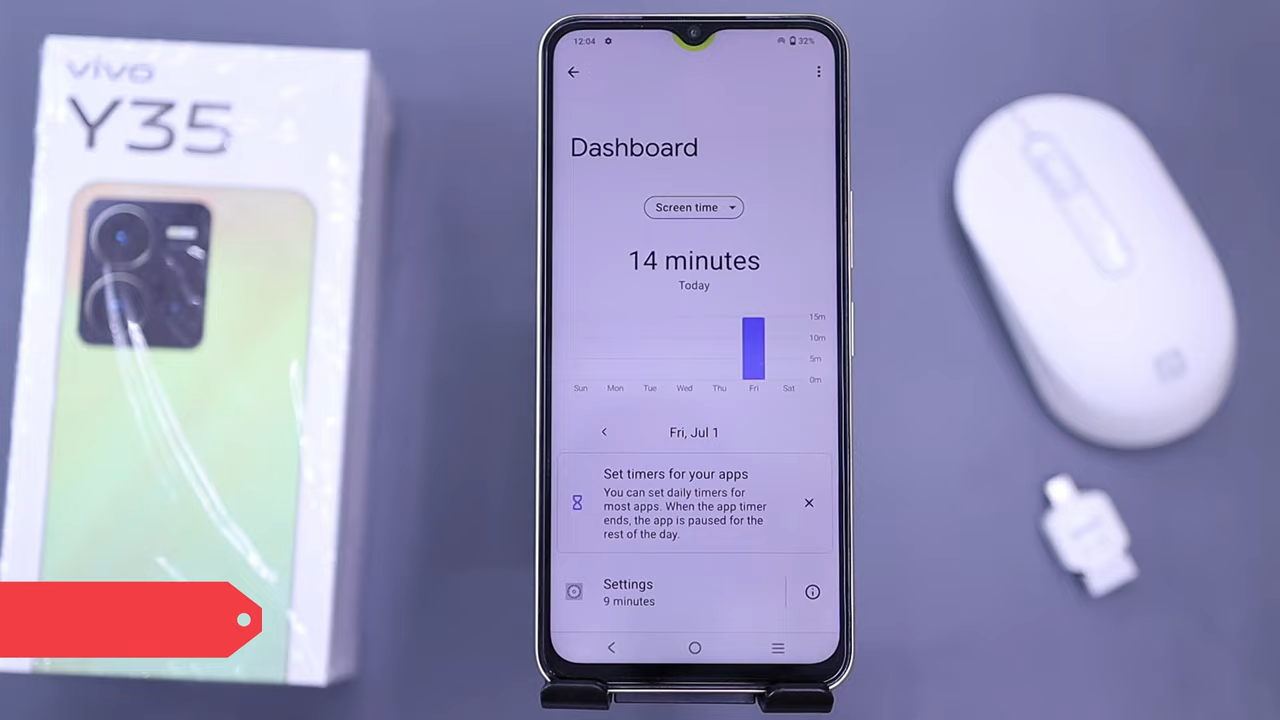 vivo
Y35
12:04
32%
Dashboard
Screen time
14 minutes
Today
15m
10m
5m
0m
Sun Mon Tue Wed Thu Fri Sat
Fri, Jul 1
Set timers for your apps
You can set daily timers for
most apps. When the app timer
ends, the app is paused for the
rest of the day.
Settings
9 minutes